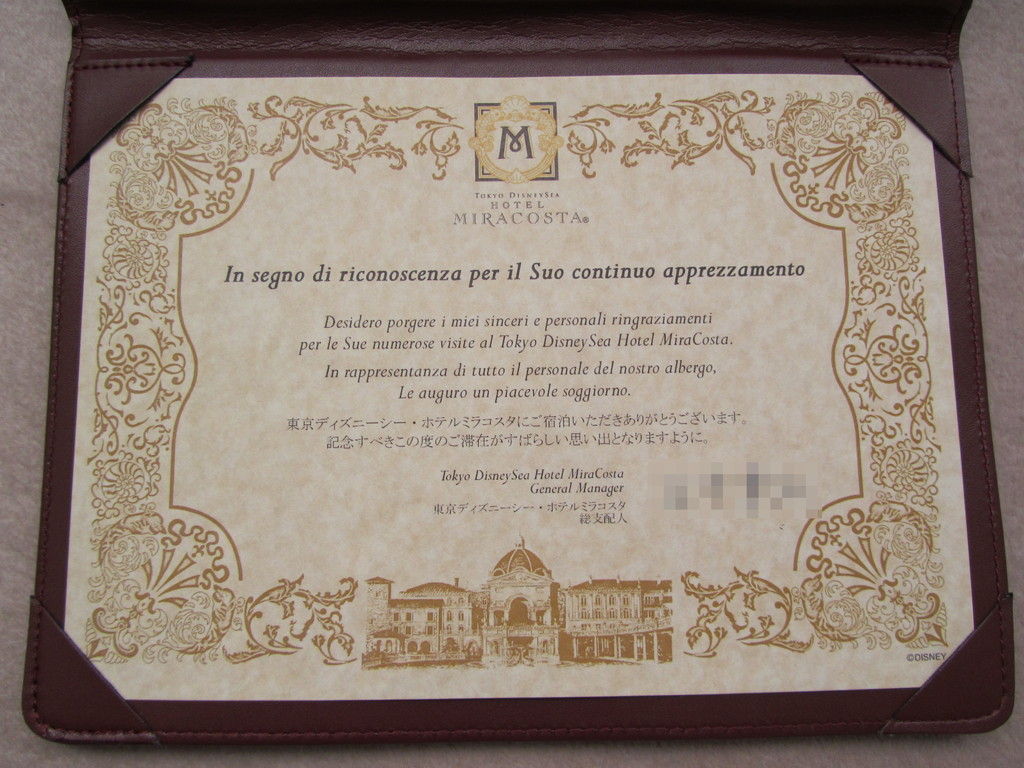 M
TOKYO DISNEYSEA
HOTEL
MIRACOSTA®
In segno di riconoscenza per il Suo continuo apprezzamento
Desidero porgere i miei sinceri e personali ringraziamenti
per le Sue numerose visite al Tokyo DisneySea Hotel MiraCosta.
In rappresentanza di tutto il personale del nostro albergo,
Le auguro un piacevole soggiorno.
東京ディズニーシー・ホテルミラコスタにご宿泊いただきありがとうございます。
記念すべきこの度のご滞在がすばらしい思い出となりますように。
Tokyo DisneySea Hotel MiraCosta
General Manager
東京ディズニーシー・ホテルミラコスタ
総支配人
©DISNEY